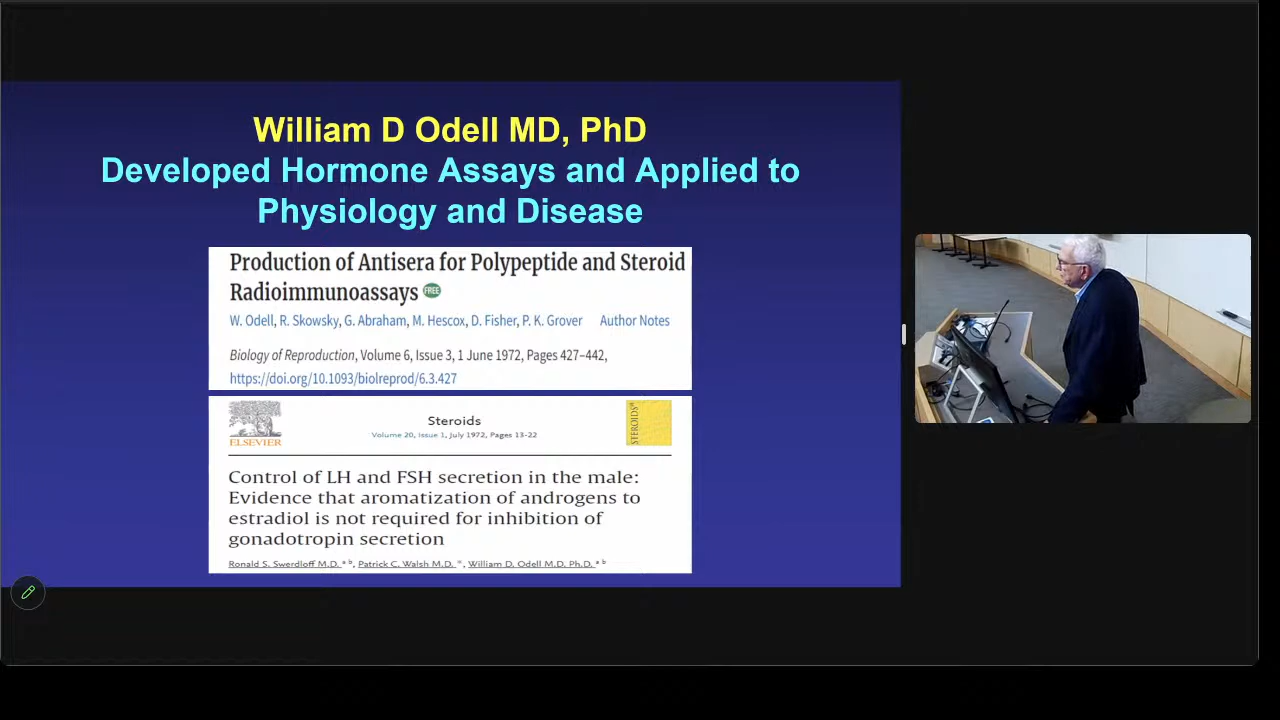 William D Odell MD, PhD
Developed Hormone Assays and Applied to
Physiology and Disease
Production of Antisera for Polypeptide and Steroid
Radioimmunoassays FREE
W. Odell, R. Skowsky, G. Abraham, M. Hescox, D. Fisher, P. K. Grover Author Notes
Biology of Reproduction, Volume 6, Issue 3, 1 June 1972, Pages 427–442,
https://doi.org/10.1093/biolreprod/6.3.427
ELSEVIER
Steroids
Volume 20, Issue 1, July 1972, Pages 13-22
STEROIDS
Control of LH and FSH secretion in the male:
Evidence that aromatization of androgens to
estradiol is not required for inhibition of
gonadotropin secretion
Ronald S. Swerdloff M.D. a b, Patrick C. Walsh M.D. *, William D. Odell M.D. Ph.D. a b